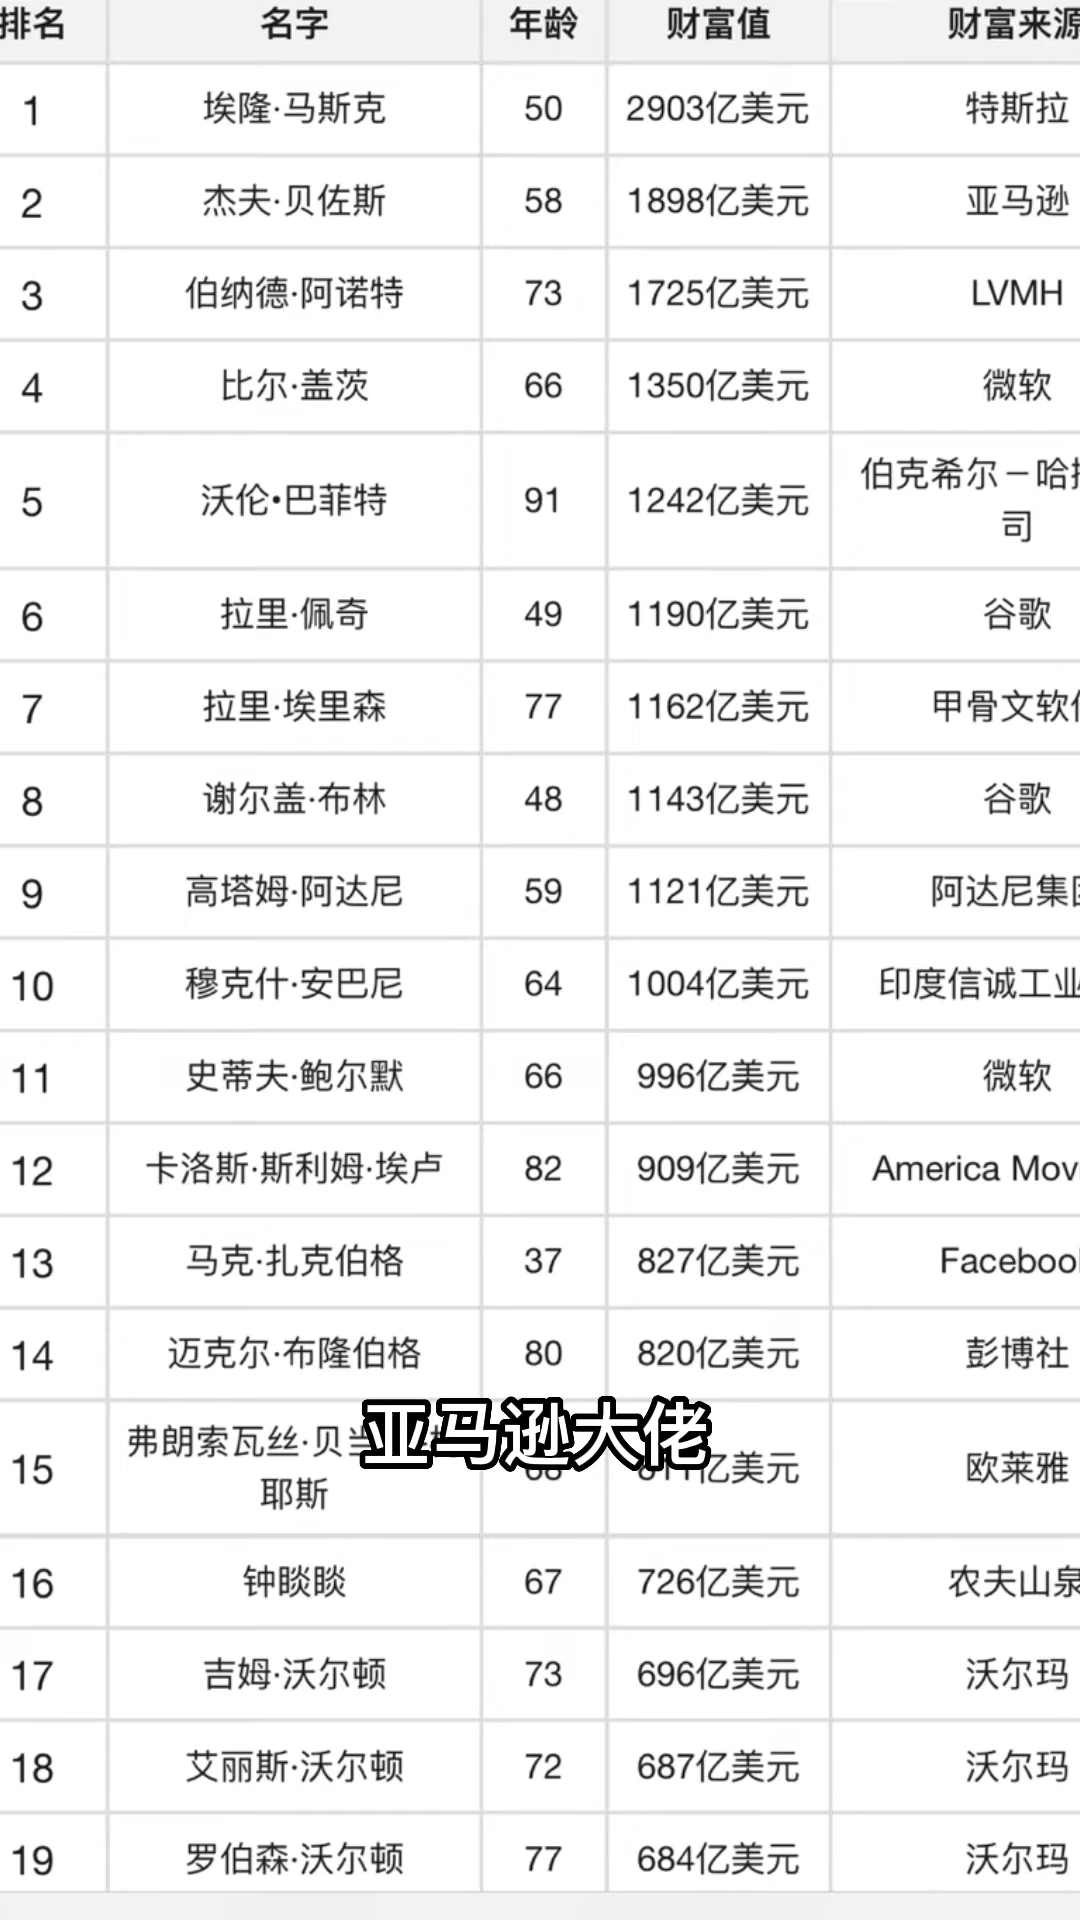 排名 名字 年龄 财富值 财富来源
1 埃隆·马斯克 50 2903亿美元 特斯拉
2 杰夫·贝佐斯 58 1898亿美元 亚马逊
3 伯纳德·阿诺特 73 1725亿美元 LVMH
4 比尔·盖茨 66 1350亿美元 微软
5 沃伦•巴菲特 91 1242亿美元 伯克希尔－哈
司
6 拉里·佩奇 49 1190亿美元 谷歌
7 拉里·埃里森 77 1162亿美元 甲骨文软
8 谢尔盖·布林 48 1143亿美元 谷歌
9 高塔姆·阿达尼 59 1121亿美元 阿达尼集
10 穆克什·安巴尼 64 1004亿美元 印度信诚工业
11 史蒂夫·鲍尔默 66 996亿美元 微软
12 卡洛斯·斯利姆·埃卢 82 909亿美元 America Mov
13 马克·扎克伯格 37 827亿美元 Faceboo
14 迈克尔·布隆伯格 80 820亿美元 彭博社
亚马逊大佬
15 弗朗索瓦丝·贝 亿美元 欧莱雅
耶斯
16 钟睒睒 67 726亿美元 农夫山泉
17 吉姆·沃尔顿 73 696亿美元 沃尔玛
18 艾丽斯·沃尔顿 72 687亿美元 沃尔玛
19 罗伯森·沃尔顿 77 684亿美元 沃尔玛